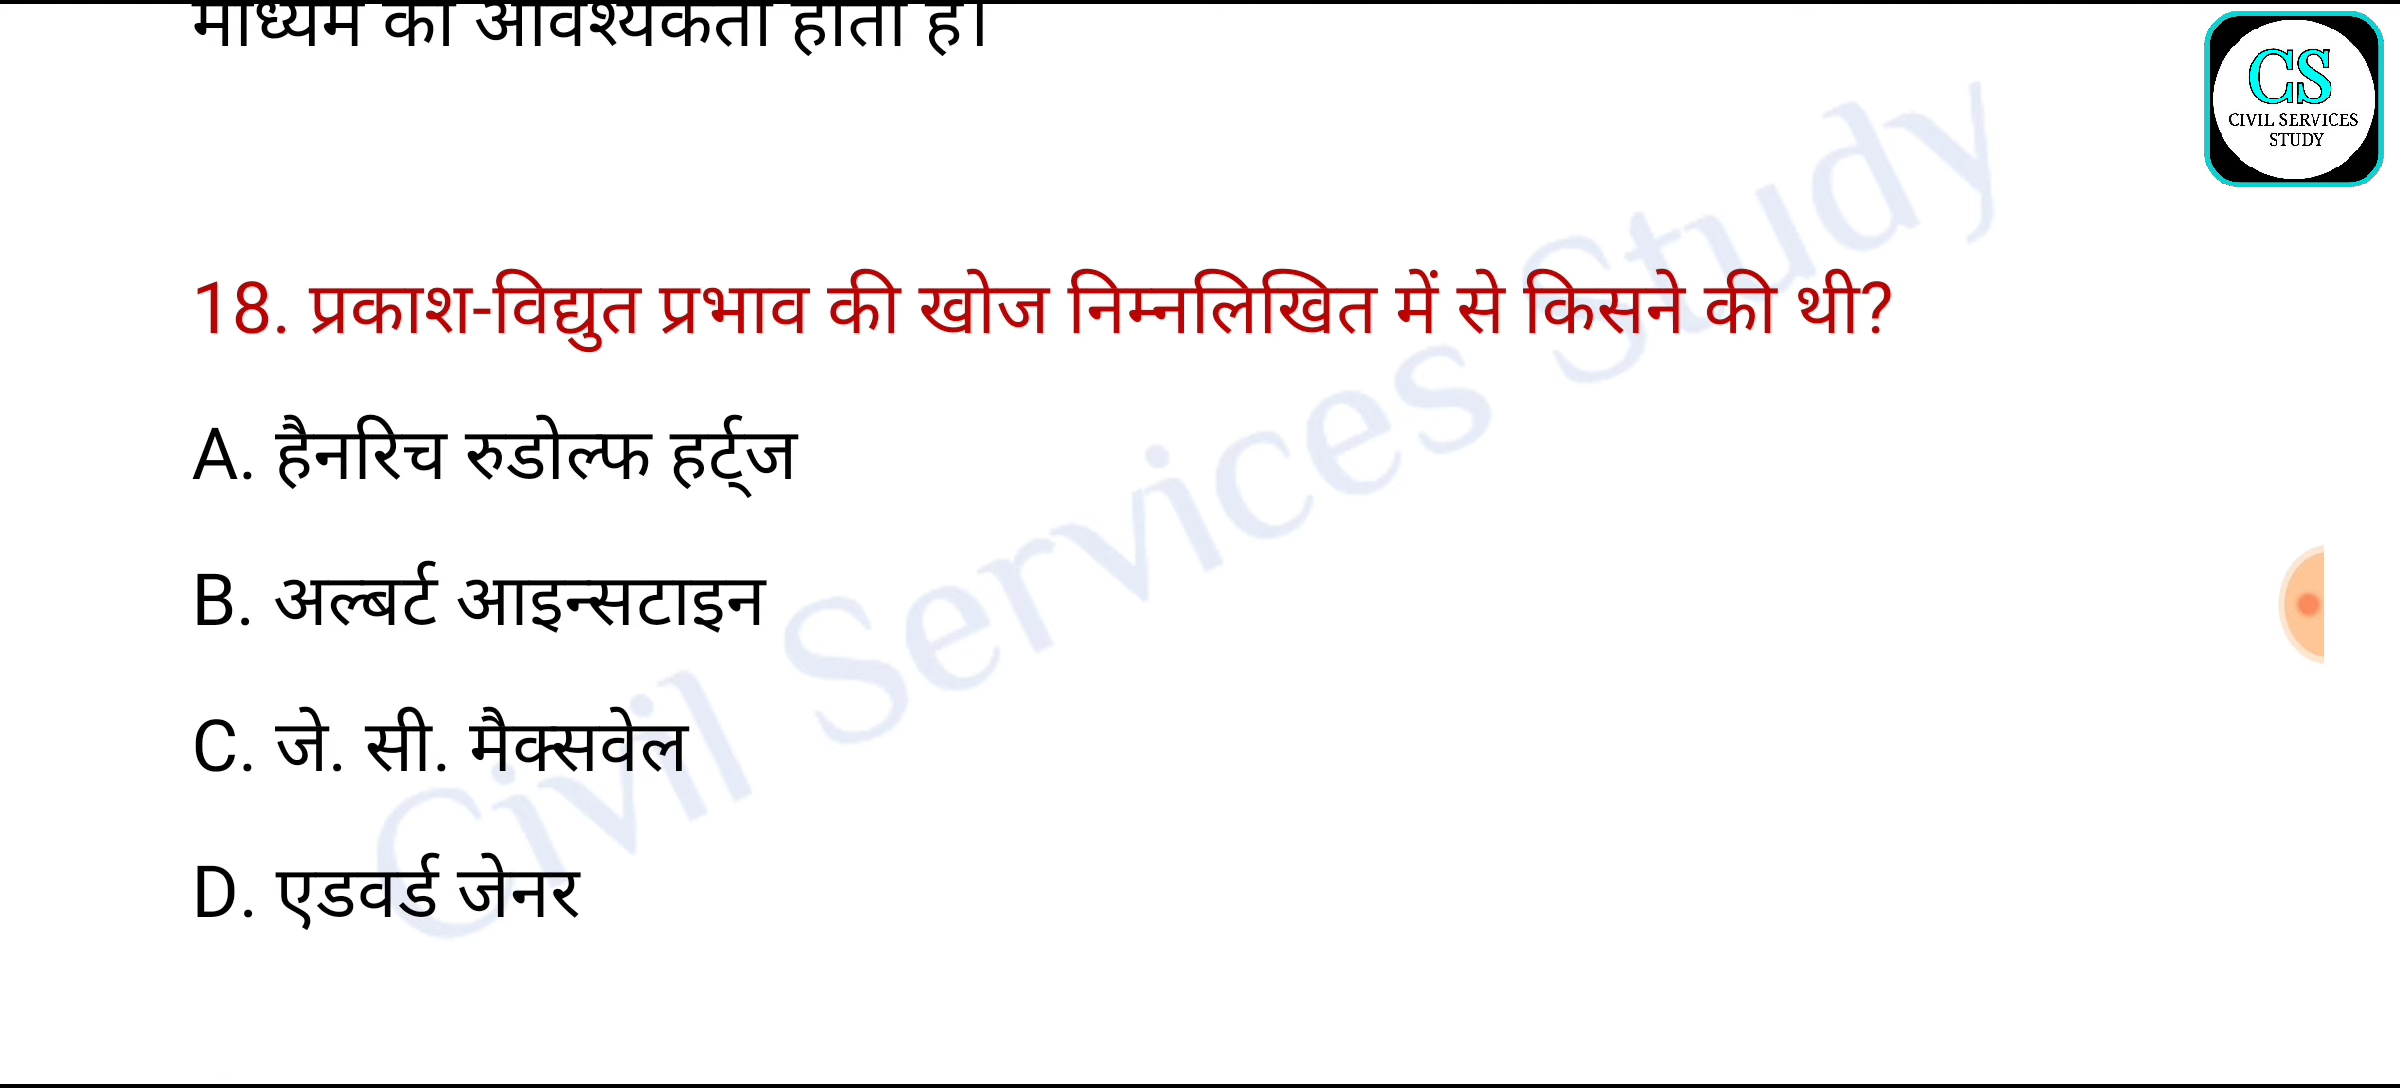 माध्यम की आवश्यकता होती है।
CS
CIVIL SERVICES
STUDY
18. प्रकाश-विद्युत प्रभाव की खोज निम्नलिखित में से किसने की थी?
A. हैनरिच रुडोल्फ हर्ट्ज
B. अल्बर्ट आइन्सटाइन
C. जे. सी. मैक्सवेल
D. एडवर्ड जेनर
Civil Services Study